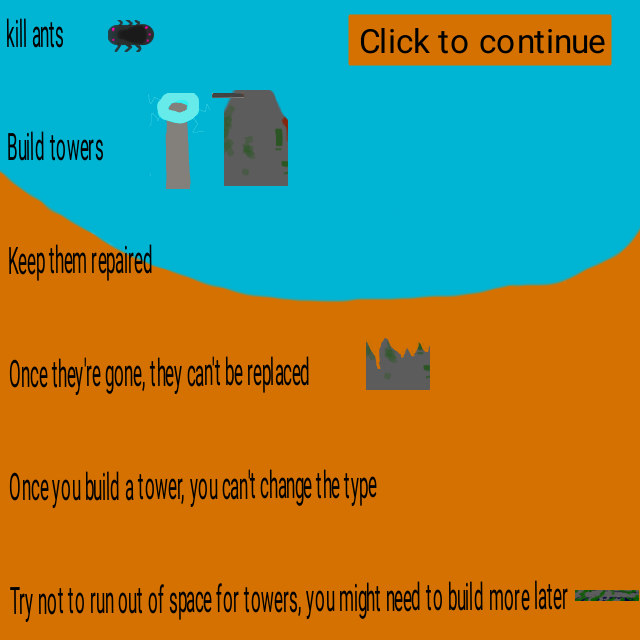 kill ants
Click to continue
Build towers
Keep them repaired
Once they're gone, they can't be replaced
Once you build a tower, you can't change the type
Try not to run out of space for towers, you might need to build more later